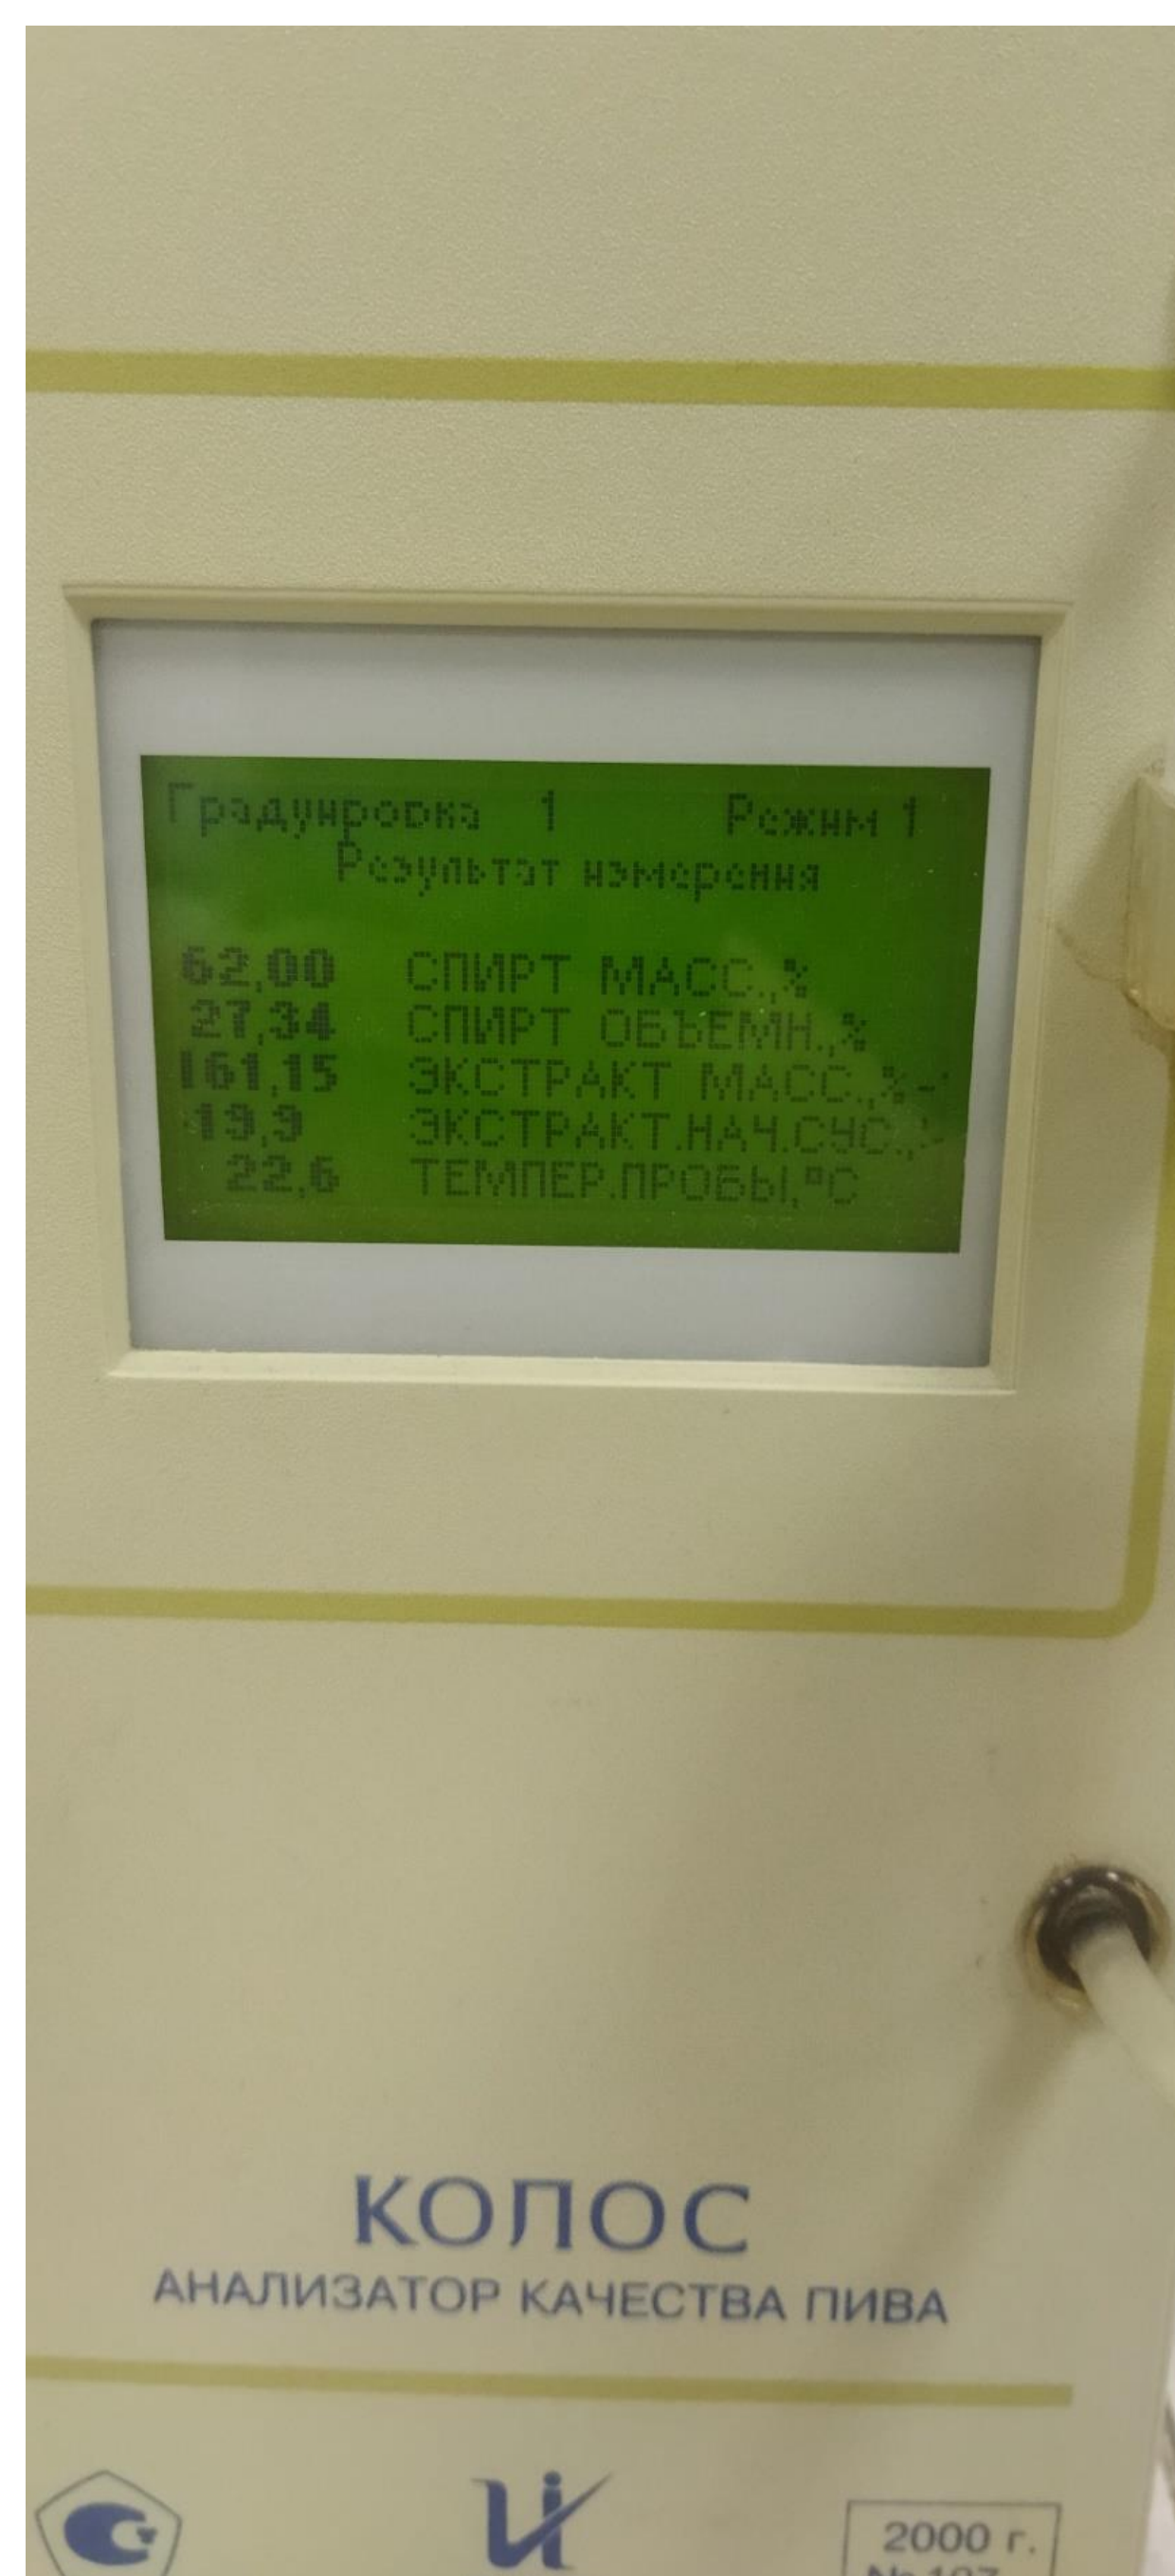 Градуировка 1 Режим 1
Результат измерения
62,00 СПИРТ МАСС.,%
27,34 СПИРТ ОБЪЕМН.,%
161,15 ЭКСТРАКТ МАСС.,%
19,9 ЭКСТРАКТ.НАЧ.СУС.,
22,6 ТЕМПЕР.ПРОБЫ,ºС
КОЛОС
АНАЛИЗАТОР КАЧЕСТВА ПИВА
2000 г.